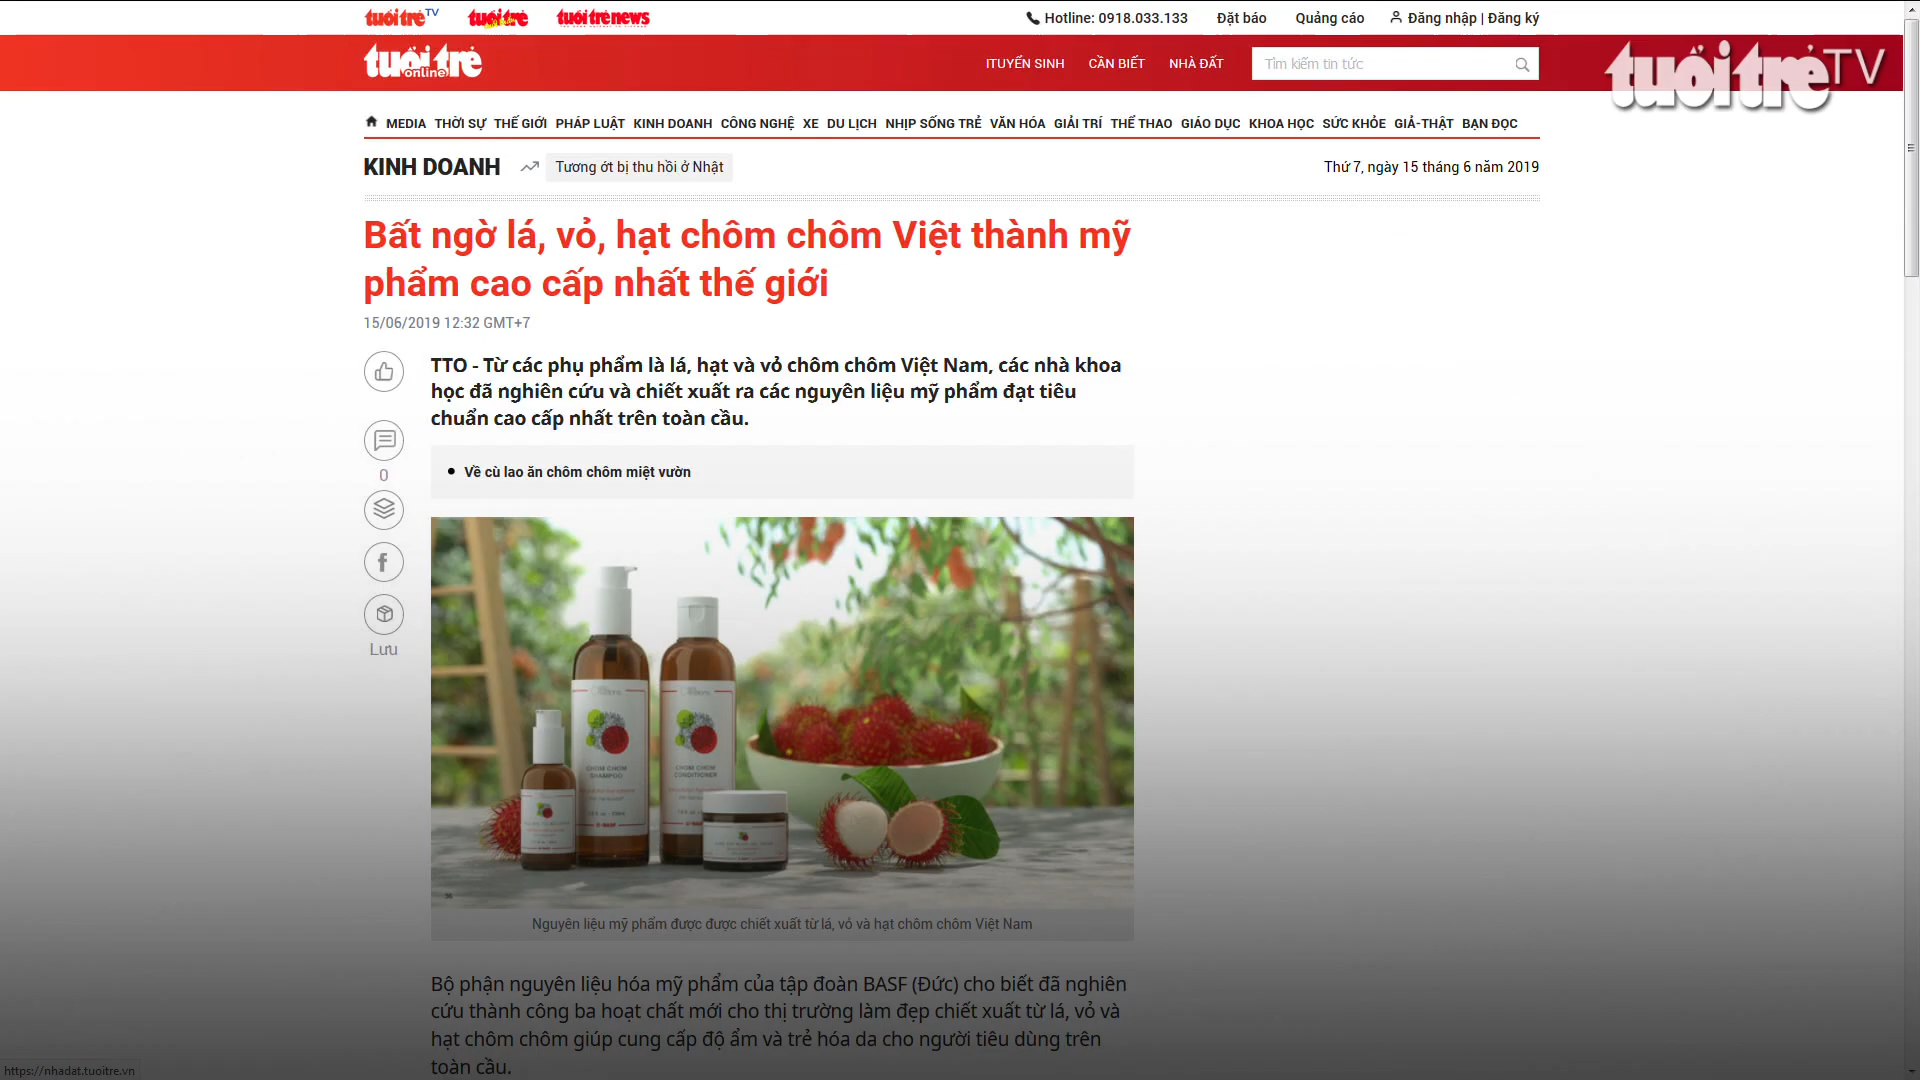 tuổi trẻ TV
tuổi trẻ
tuổi trẻ news
Hotline: 0918.033.133
Đặt báo
Quảng cáo
Đăng nhập | Đăng ký
tuổi trẻ online
ITUYỂN SINH
CẦN BIẾT
NHÀ ĐẤT
Tìm kiếm tin tức
tuổi trẻ TV
MEDIA THỜI SỰ THẾ GIỚI PHÁP LUẬT KINH DOANH CÔNG NGHỆ XE DU LỊCH NHỊP SỐNG TRẺ VĂN HÓA GIẢI TRÍ THỂ THAO GIÁO DỤC KHOA HỌC SỨC KHỎE GIẢ-THẬT BẠN ĐỌC
KINH DOANH
Tương ớt bị thu hồi ở Nhật
Thứ 7, ngày 15 tháng 6 năm 2019
Bất ngờ lá, vỏ, hạt chôm chôm Việt thành mỹ
phẩm cao cấp nhất thế giới
15/06/2019 12:32 GMT+7
TTO - Từ các phụ phẩm là lá, hạt và vỏ chôm chôm Việt Nam, các nhà khoa
học đã nghiên cứu và chiết xuất ra các nguyên liệu mỹ phẩm đạt tiêu
chuẩn cao cấp nhất trên toàn cầu.
0
Về cù lao ăn chôm chôm miệt vườn
Lưu
CHOM CHOM
SHAMPOO
CHOM CHOM
CONDITIONER
BASF
Nguyên liệu mỹ phẩm được được chiết xuất từ lá, vỏ và hạt chôm chôm Việt Nam
Bộ phận nguyên liệu hóa mỹ phẩm của tập đoàn BASF (Đức) cho biết đã nghiên
cứu thành công ba hoạt chất mới cho thị trường làm đẹp chiết xuất từ lá, vỏ và
hạt chôm chôm giúp cung cấp độ ẩm và trẻ hóa da cho người tiêu dùng trên
toàn cầu.
https://nhadat.tuoitre.vn